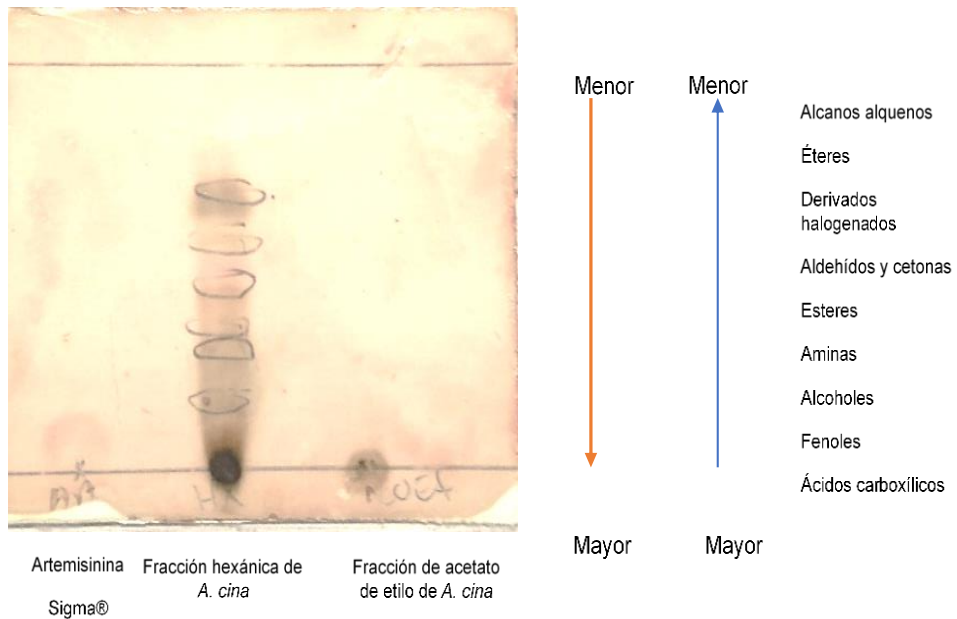 Menor
Menor
Alcanos alquenos
Éteres
Derivados
halogenados
Aldehídos y cetonas
Esteres
Aminas
Alcoholes
Fenoles
Ácidos carboxílicos
Mayor
Mayor
HX
Artemisinina
Sigma®
Fracción hexánica de
A. cina
Fracción de acetato
de etilo de A. cina